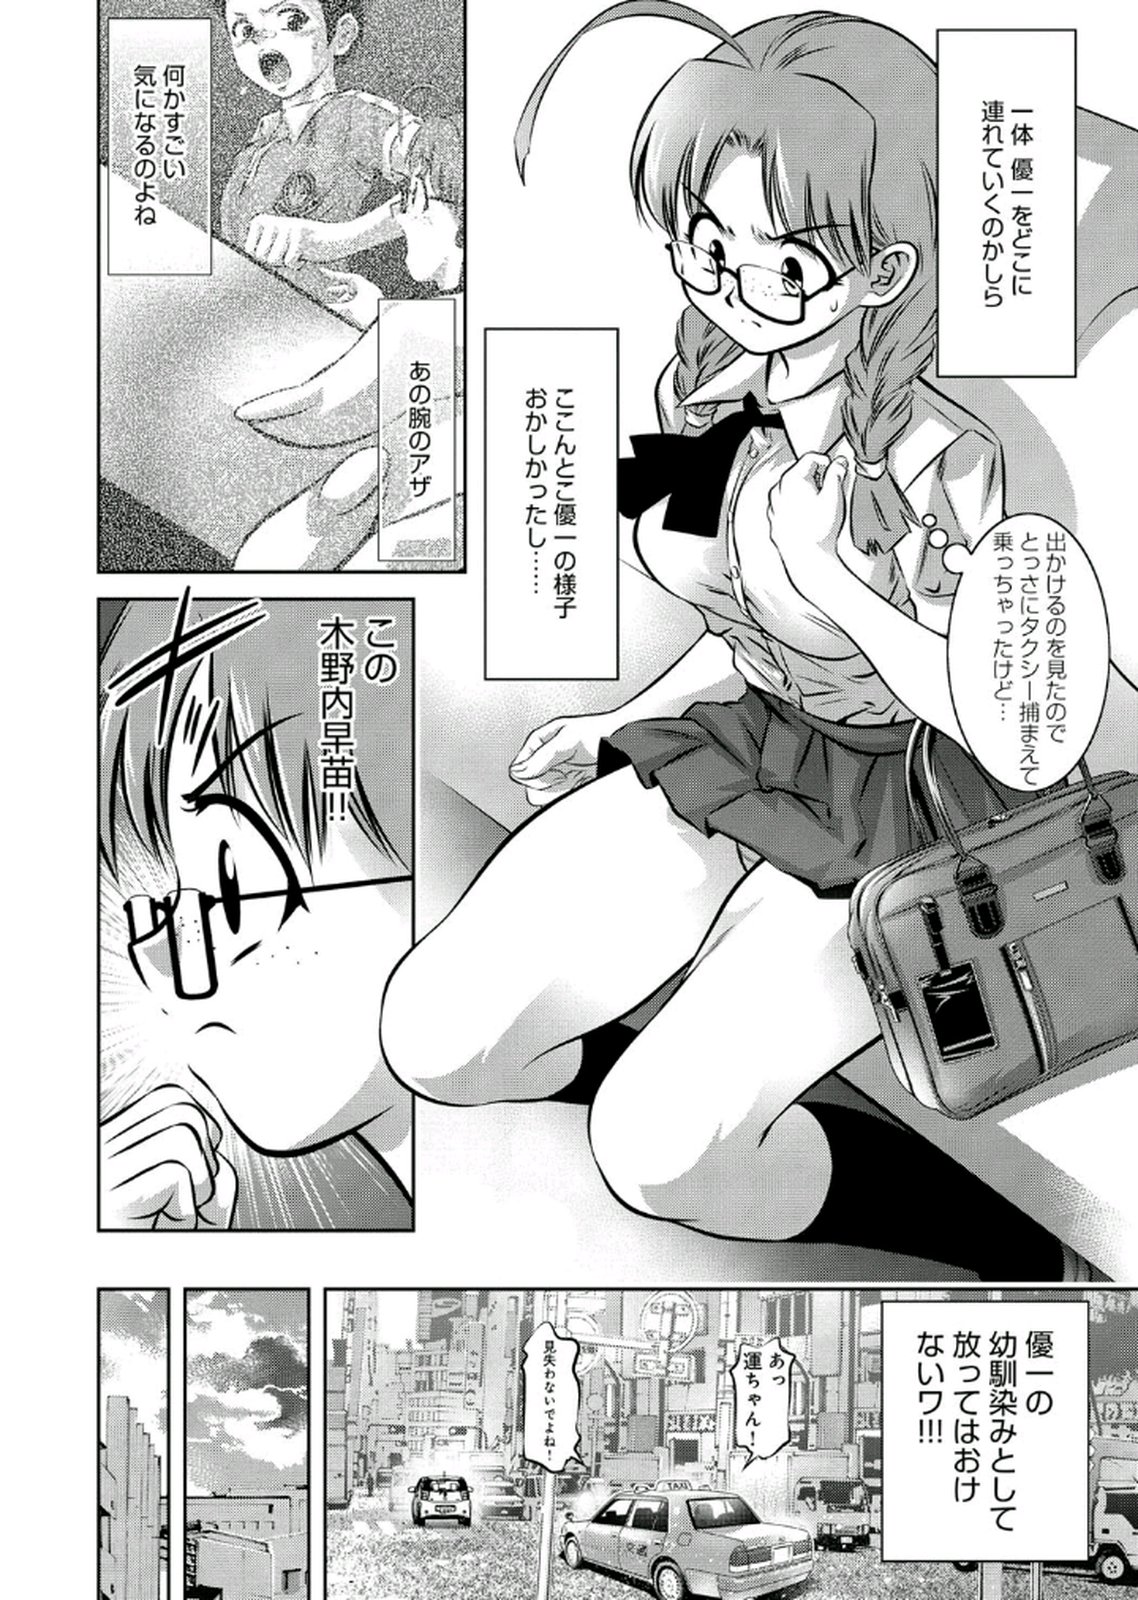 一体 優一をどこに
連れていくのかしら
出かけるのを見たので
とっさにタクシー捕まえて
乗っちゃったけど…
ここんとこ優一の様子
おかしかったし……
あの腕のアザ
何かすごい
気になるのよね
この
木野内早苗!!
優一の
幼馴染みとして
放ってはおけ
ないワ!!!
あっ
運ちゃん!
見失わないでよね!
TAXI